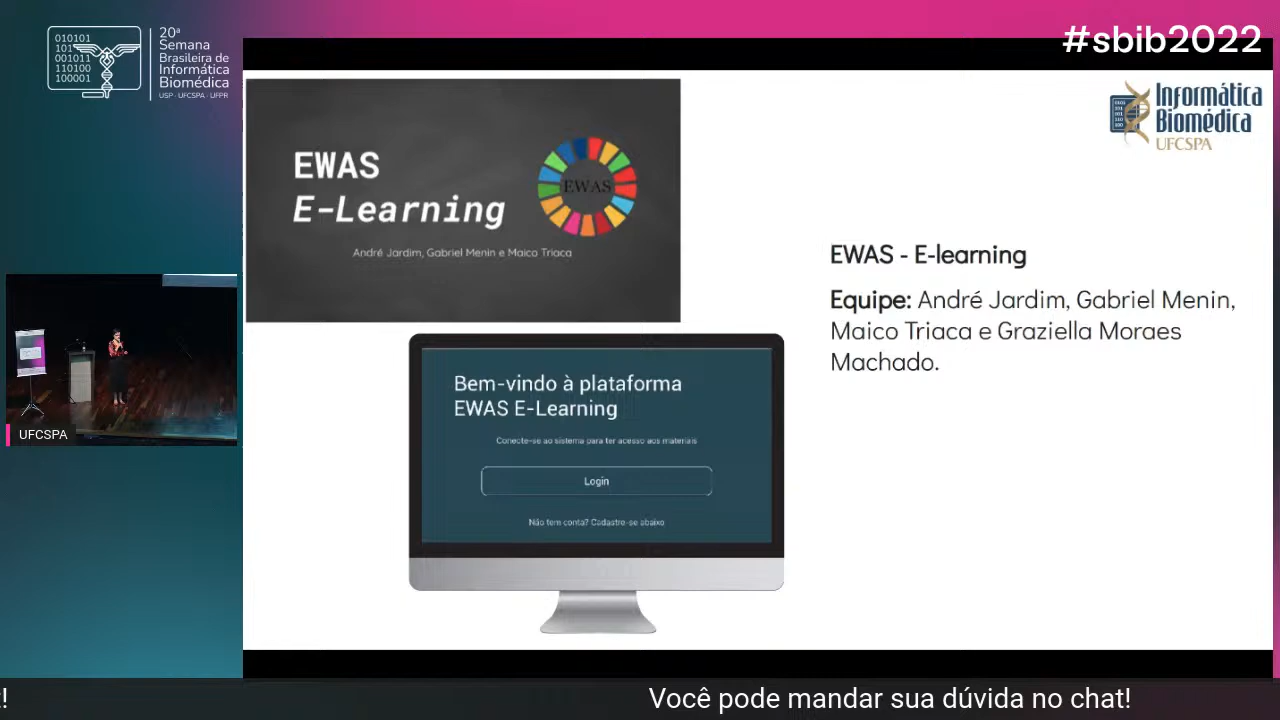 010101
101
001011
110100
100001
20ª
Semana
Brasileira de
Informática
Biomédica
USP · UFCSPA · UFPR
#sbib2022
EWAS
E-Learning
EWAS
André Jardim, Gabriel Menin e Maico Triaca
Informática
Biomédica
UFCSPA
EWAS - E-learning
Equipe: André Jardim, Gabriel Menin,
Maico Triaca e Graziella Moraes
Machado.
Bem-vindo à plataforma
EWAS E-Learning
Conecte-se ao sistema para ter acesso aos materiais
Login
Não tem conta? Cadastre-se abaixo
UFCSPA
!
Você pode mandar sua dúvida no chat!